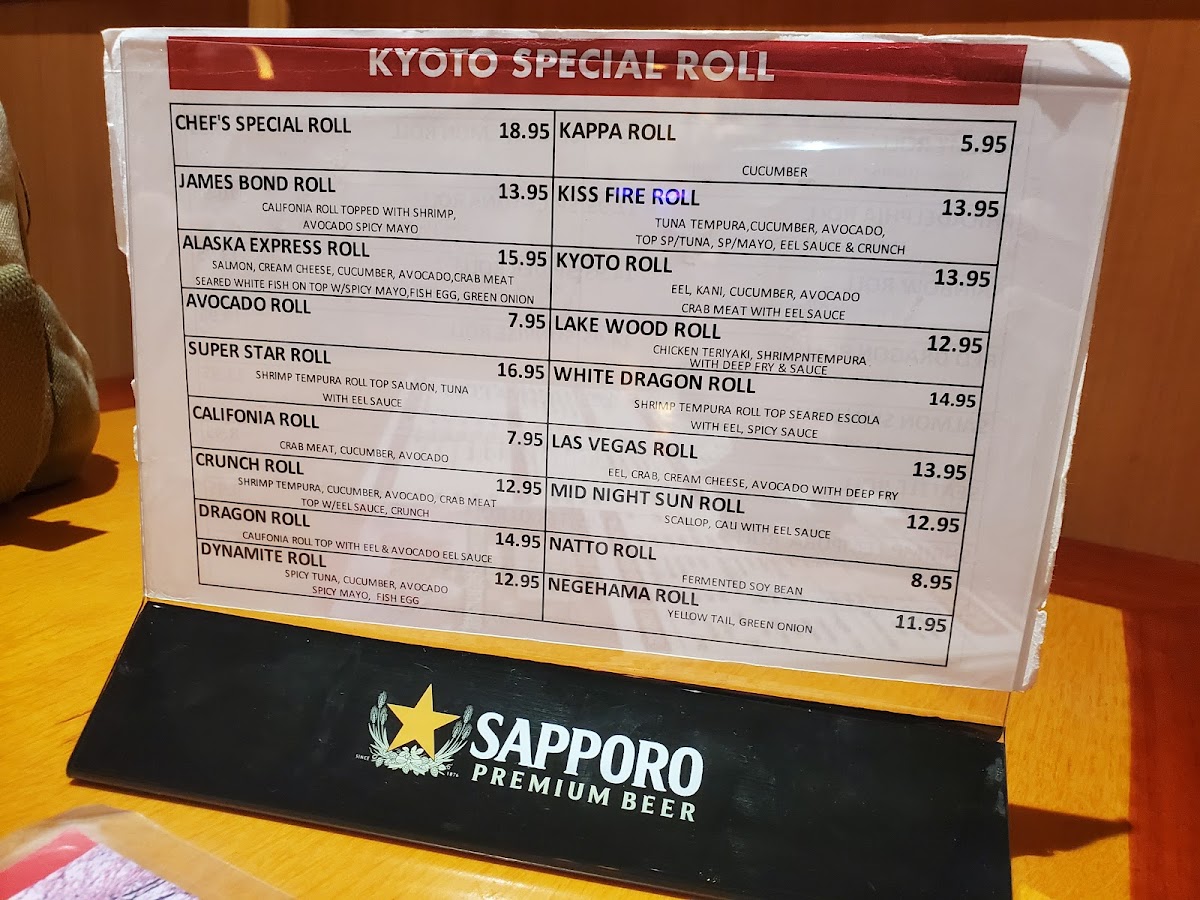 KYOTO SPECIAL ROLL
CHEF'S SPECIAL ROLL 18.95
JAMES BOND ROLL 13.95
CALIFONIA ROLL TOPPED WITH SHRIMP,
AVOCADO SPICY MAYO
ALASKA EXPRESS ROLL 15.95
SALMON, CREAM CHEESE, CUCUMBER, AVOCADO,CRAB MEAT
SEARED WHITE FISH ON TOP W/SPICY MAYO,FISH EGG, GREEN ONION
AVOCADO ROLL 7.95
SUPER STAR ROLL 16.95
SHRIMP TEMPURA ROLL TOP SALMON, TUNA
WITH EEL SAUCE
CALIFONIA ROLL 7.95
CRAB MEAT, CUCUMBER, AVOCADO
CRUNCH ROLL 12.95
SHRIMP TEMPURA, CUCUMBER, AVOCADO, CRAB MEAT
TOP W/EEL SAUCE, CRUNCH
DRAGON ROLL 14.95
CAUFONIA ROLL TOP WITH EEL & AVOCADO EEL SAUCE
DYNAMITE ROLL 12.95
SPICY TUNA, CUCUMBER, AVOCADO
SPICY MAYO, FISH EGG
KAPPA ROLL 5.95
CUCUMBER
KISS FIRE ROLL 13.95
TUNA TEMPURA,CUCUMBER, AVOCADO,
TOP SP/TUNA, SP/MAYO, EEL SAUCE & CRUNCH
KYOTO ROLL 13.95
EEL, KANI, CUCUMBER, AVOCADO
CRAB MEAT WITH EEL SAUCE
LAKE WOOD ROLL 12.95
CHICKEN TERIYAKI, SHRIMPNTEMPURA
WITH DEEP FRY & SAUCE
WHITE DRAGON ROLL 14.95
SHRIMP TEMPURA ROLL TOP SEARED ESCOLA
WITH EEL, SPICY SAUCE
LAS VEGAS ROLL 13.95
EEL, CRAB, CREAM CHEESE, AVOCADO WITH DEEP FRY
MID NIGHT SUN ROLL 12.95
SCALLOP, CALI WITH EEL SAUCE
NATTO ROLL 8.95
FERMENTED SOY BEAN
NEGEHAMA ROLL 11.95
YELLOW TAIL, GREEN ONION
SINCE 1876
SAPPORO
PREMIUM BEER